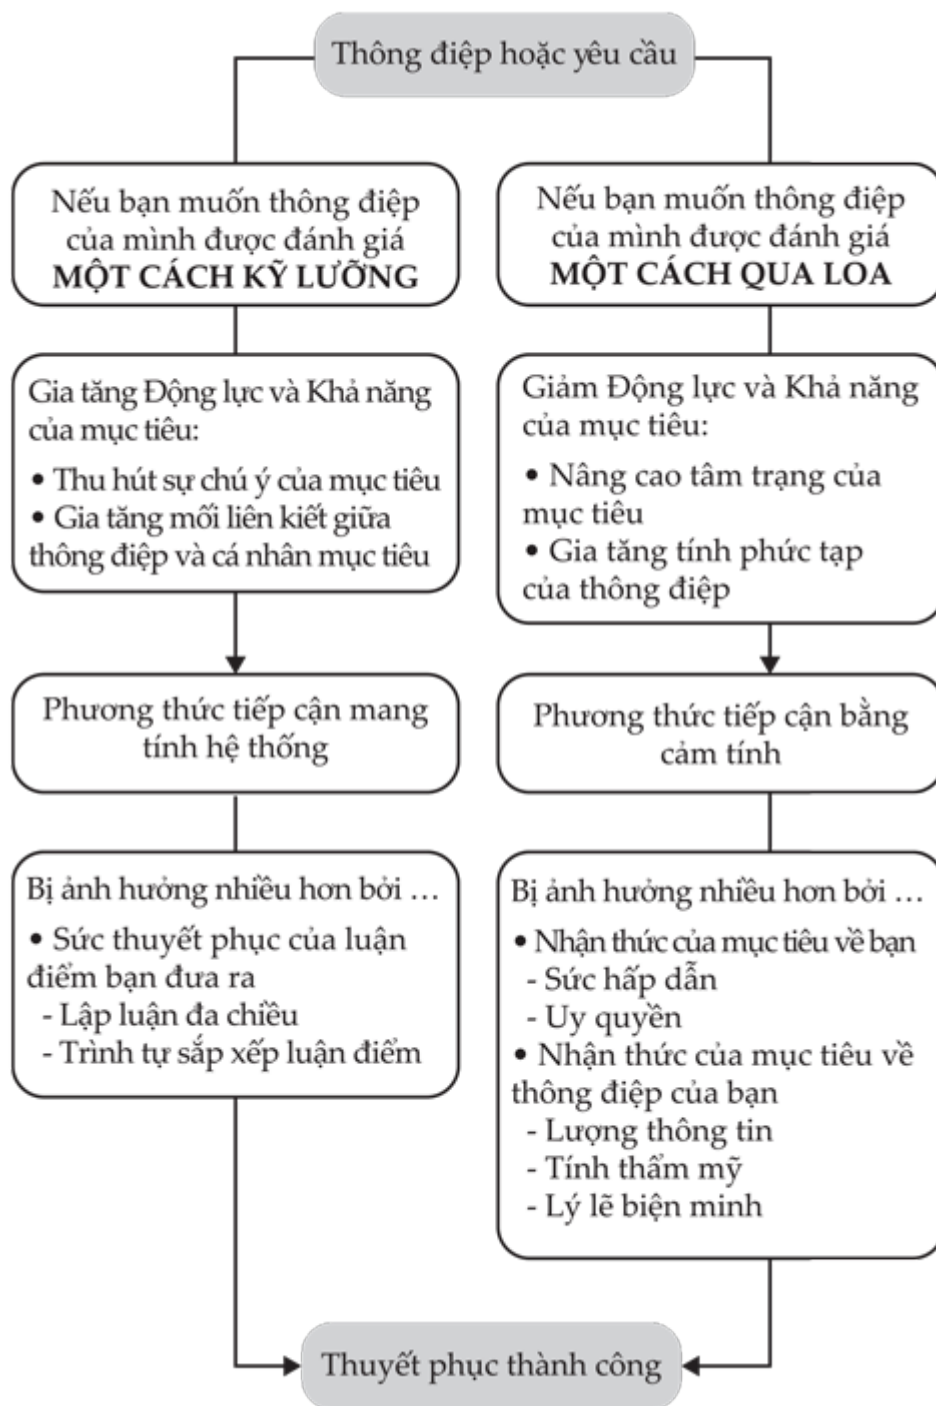 Thông điệp hoặc yêu cầu
Nếu bạn muốn thông điệp
của mình được đánh giá
MỘT CÁCH KỸ LƯỠNG
Gia tăng Động lực và Khả năng
của mục tiêu:
• Thu hút sự chú ý của mục tiêu
• Gia tăng mối liên kiết giữa
thông điệp và cá nhân mục tiêu
Phương thức tiếp cận mang
tính hệ thống
Bị ảnh hưởng nhiều hơn bởi …
• Sức thuyết phục của luận
điểm bạn đưa ra
- Lập luận đa chiều
- Trình tự sắp xếp luận điểm
Nếu bạn muốn thông điệp
của mình được đánh giá
MỘT CÁCH QUA LOA
Giảm Động lực và Khả năng
của mục tiêu:
• Nâng cao tâm trạng của
mục tiêu
• Gia tăng tính phức tạp
của thông điệp
Phương thức tiếp cận bằng
cảm tính
Bị ảnh hưởng nhiều hơn bởi …
• Nhận thức của mục tiêu về bạn
- Sức hấp dẫn
- Uy quyền
• Nhận thức của mục tiêu về
thông điệp của bạn
- Lượng thông tin
- Tính thẩm mỹ
- Lý lẽ biện minh
Thuyết phục thành công